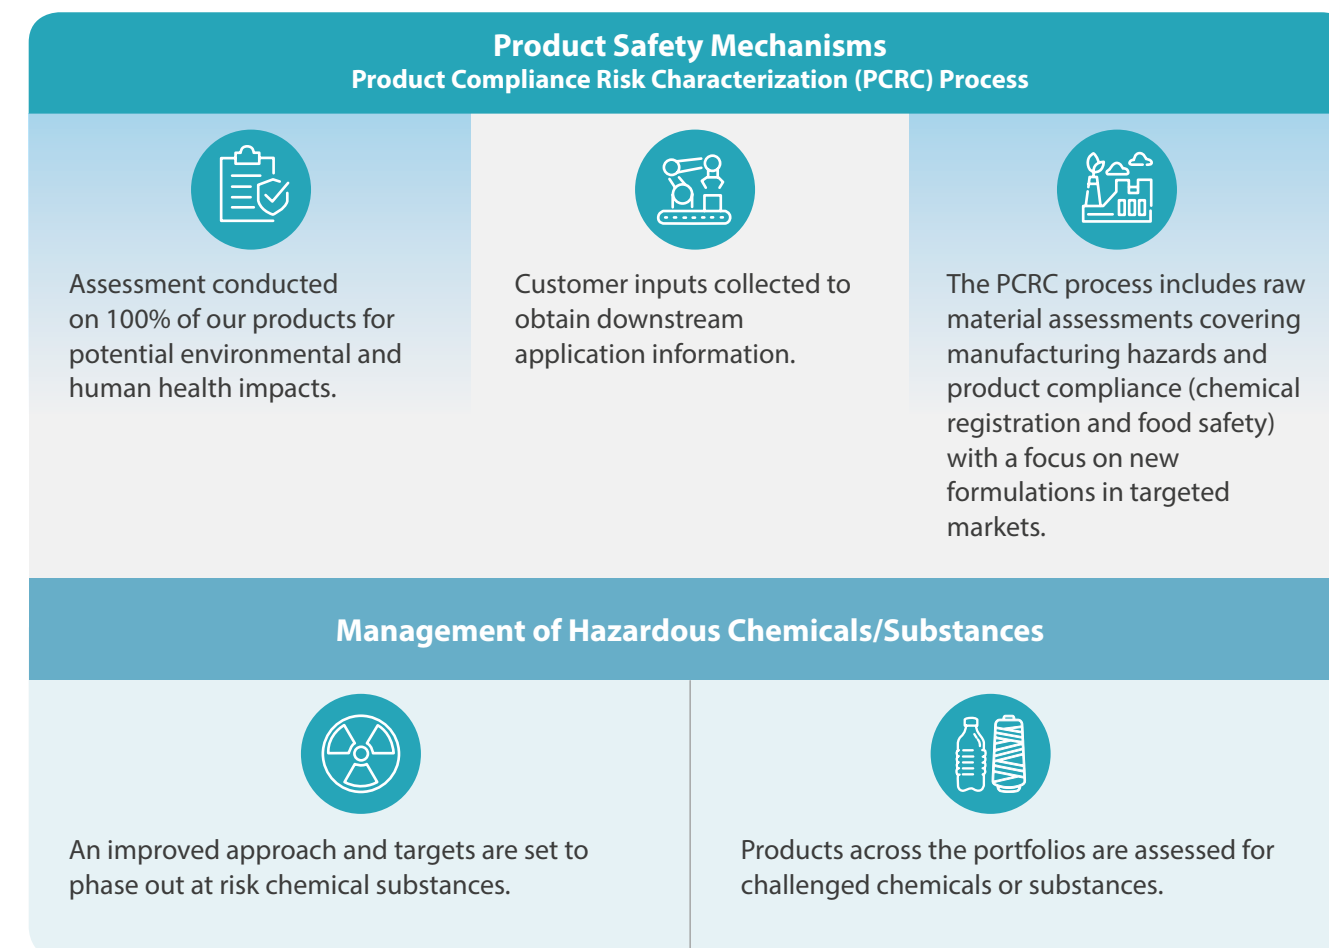 Product Safety Mechanisms
Product Compliance Risk Characterization (PCRC) Process
Assessment conducted
on 100% of our products for
potential environmental and
human health impacts.
Customer inputs collected to
obtain downstream
application information.
The PCRC process includes raw
material assessments covering
manufacturing hazards and
product compliance (chemical
registration and food safety)
with a focus on new
formulations in targeted
markets.
Management of Hazardous Chemicals/Substances
An improved approach and targets are set to
phase out at risk chemical substances.
Products across the portfolios are assessed for
challenged chemicals or substances.